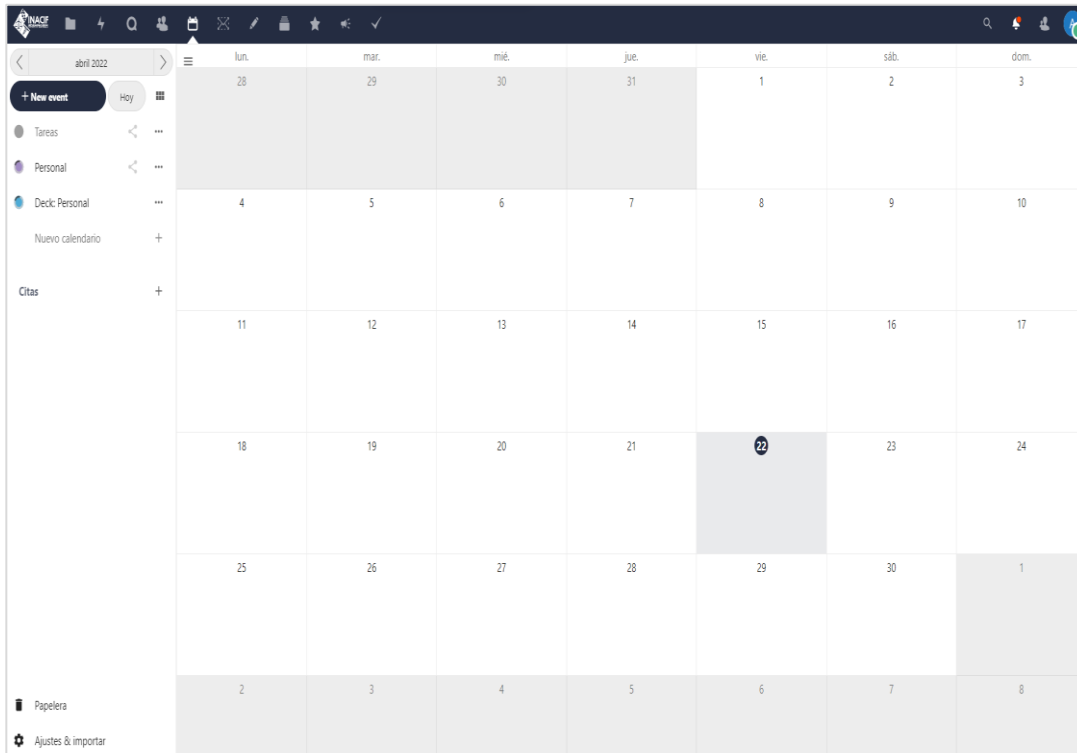 INACIF
abril 2022
+ New event Hoy
Tareas
Personal
Deck: Personal
Nuevo calendario
Citas
Papelera
Ajustes & importar
lun. mar. mié. jue. vie. sáb. dom.
28 29 30 31 1 2 3
4 5 6 7 8 9 10
11 12 13 14 15 16 17
18 19 20 21 22 23 24
25 26 27 28 29 30 1
2 3 4 5 6 7 8